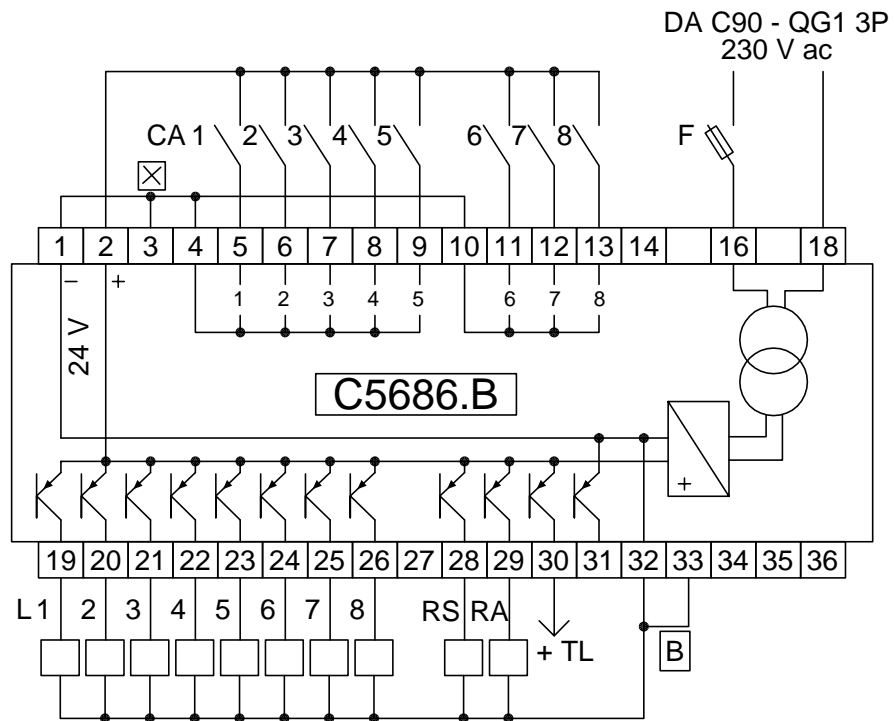 DA C90 - QG1 3P
230 V ac
CA 1 2 3 4 5 6 7 8 F
1 2 3 4 5 6 7 8 9 10 11 12 13 14 16 18
− +
1 2 3 4 5 6 7 8
24 V
C5686.B
+
19 20 21 22 23 24 25 26 27 28 29 30 31 32 33 34 35 36
L 1 2 3 4 5 6 7 8 RS RA
+ TL B